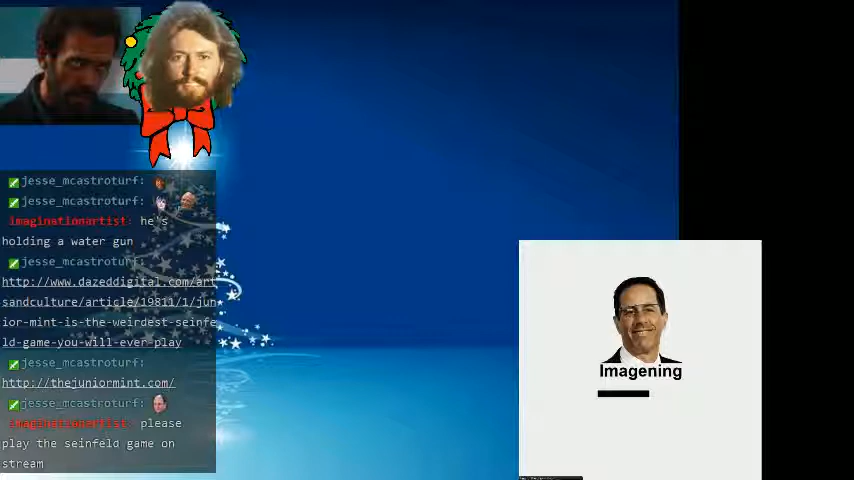 jesse_mcastroturf:
jesse_mcastroturf:
imaginationartist: he's
holding a water gun
jesse_mcastroturf:
http://www.dazeddigital.com/art
sandculture/article/19811/1/jun
ior-mint-is-the-weirdest-seinfe
ld-game-you-will-ever-play
jesse_mcastroturf:
http://thejuniormint.com/
jesse_mcastroturf:
imaginationartist: please
play the seinfeld game on
stream
Imagening